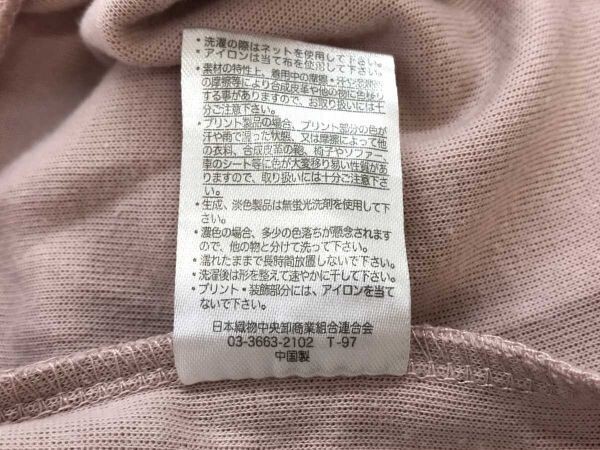 ・洗濯の際はネットを使用して下さい。
・アイロンは当て布を使用して下さい。
・素材の特性上、着用中の摩擦・
の摩擦等により合成皮革や他の物に色移り
する事がありますので、お取り扱いには十
分ご注意下さい。
・プリント製品の場合、プリント部分の色が
汗や雨で湿った状態、又は摩擦によって他
の衣料、合成皮革の鞄、椅子やソファー、
車のシート等に色が大変移り易い性質があ
りますので、取り扱いには十分ご注意下さ
い。
・生成、淡色製品は無蛍光洗剤を使用して下
さい。
・濃色の場合、多少の色落ちが懸念されます
ので、他の物と分けて洗って下さい。
・濡れたままで長時間放置しないで下さい。
・洗濯後は形を整えて速やかに干して下さい。
・プリント・装飾部分には、アイロンを当て
ないで下さい。
日本織物中央卸商業組合連合会
03-3663-2102 T-97
中国製